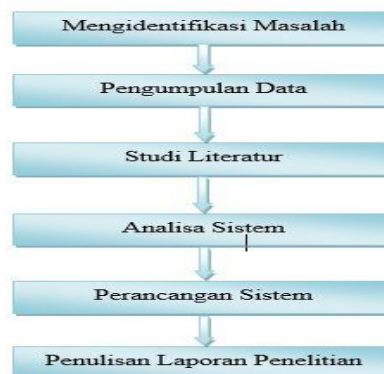 Mengidentifikasi Masalah
Pengumpulan Data
Studi Literatur
Analisa Sistem
Perancangan Sistem
Penulisan Laporan Penelitian